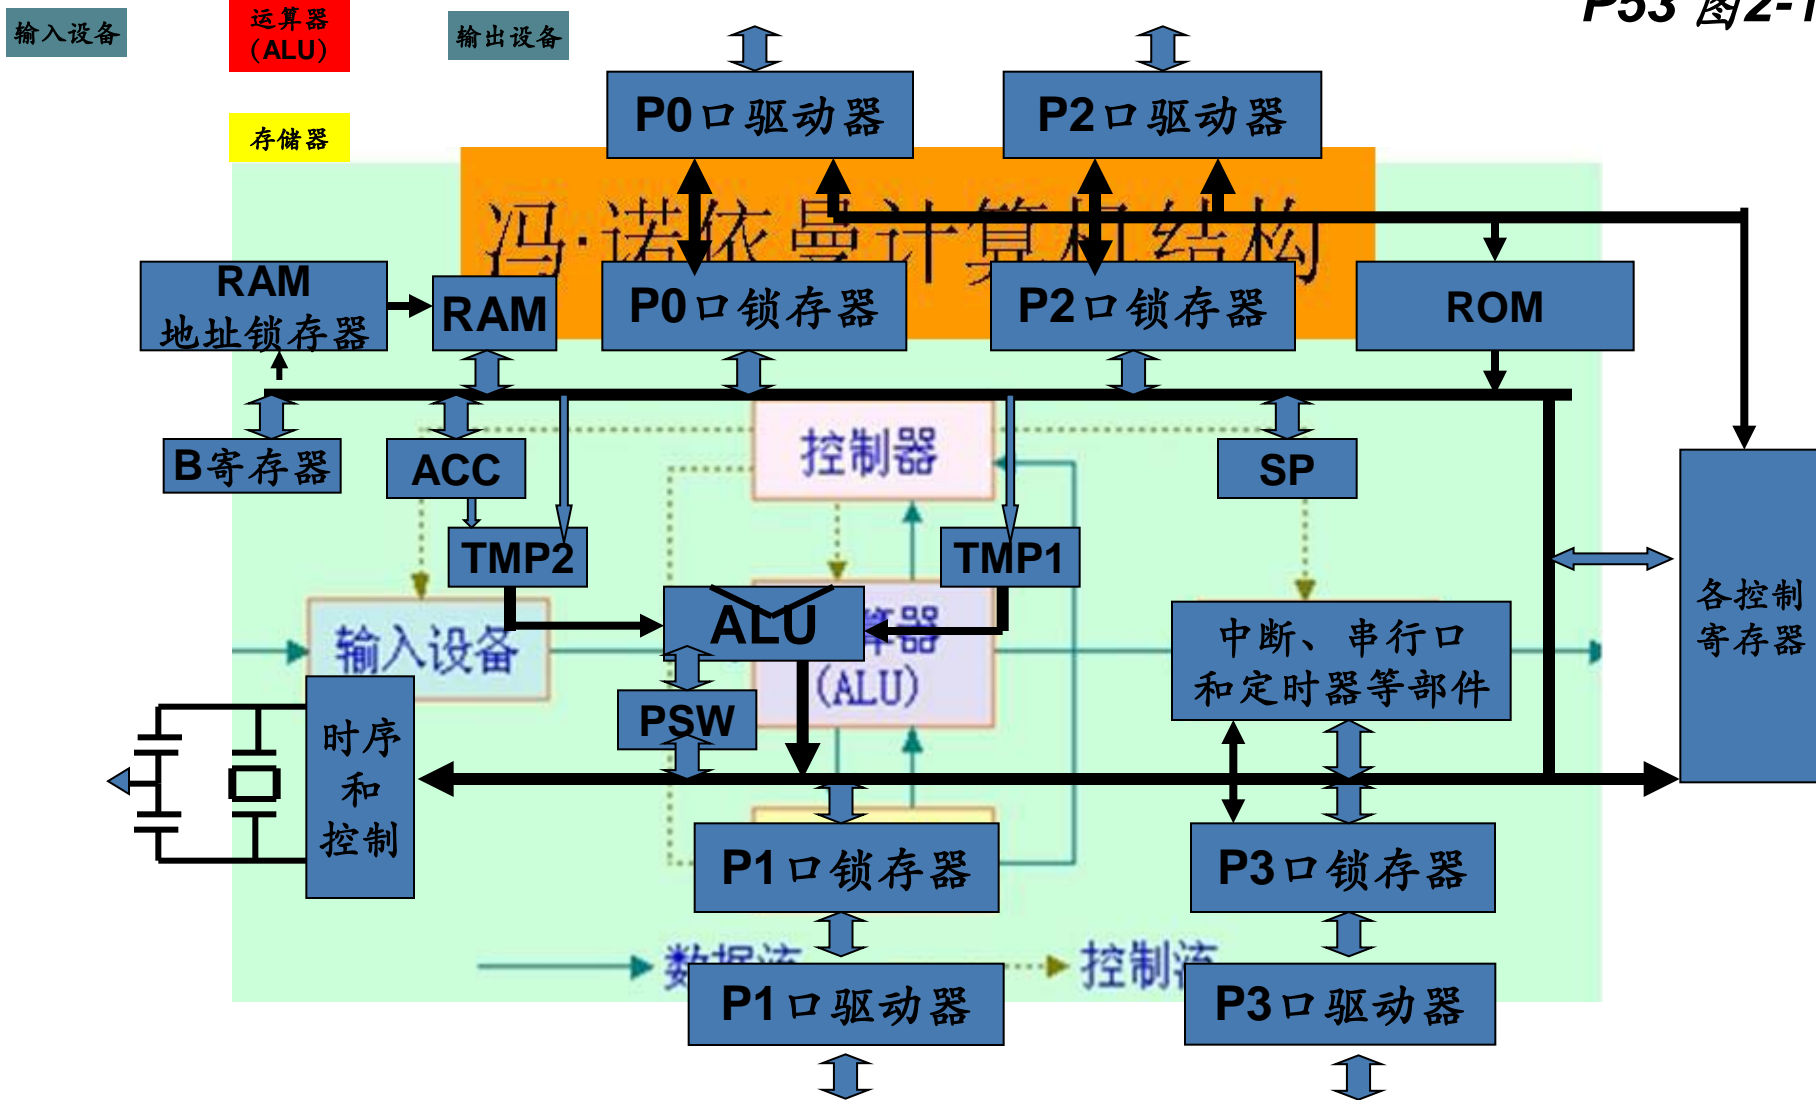 P53 图2-1
输入设备
运算器
(ALU)
输出设备
存储器
P0口驱动器
P2口驱动器
冯·诺依曼计算机结构
RAM
地址锁存器
RAM
P0口锁存器
P2口锁存器
ROM
控制器
B寄存器
ACC
SP
TMP2
TMP1
ALU
算器
(ALU)
输入设备
中断、串行口
和定时器等部件
各控制
寄存器
PSW
时序
和
控制
P1口锁存器
P3口锁存器
数据流
控制流
P1口驱动器
P3口驱动器